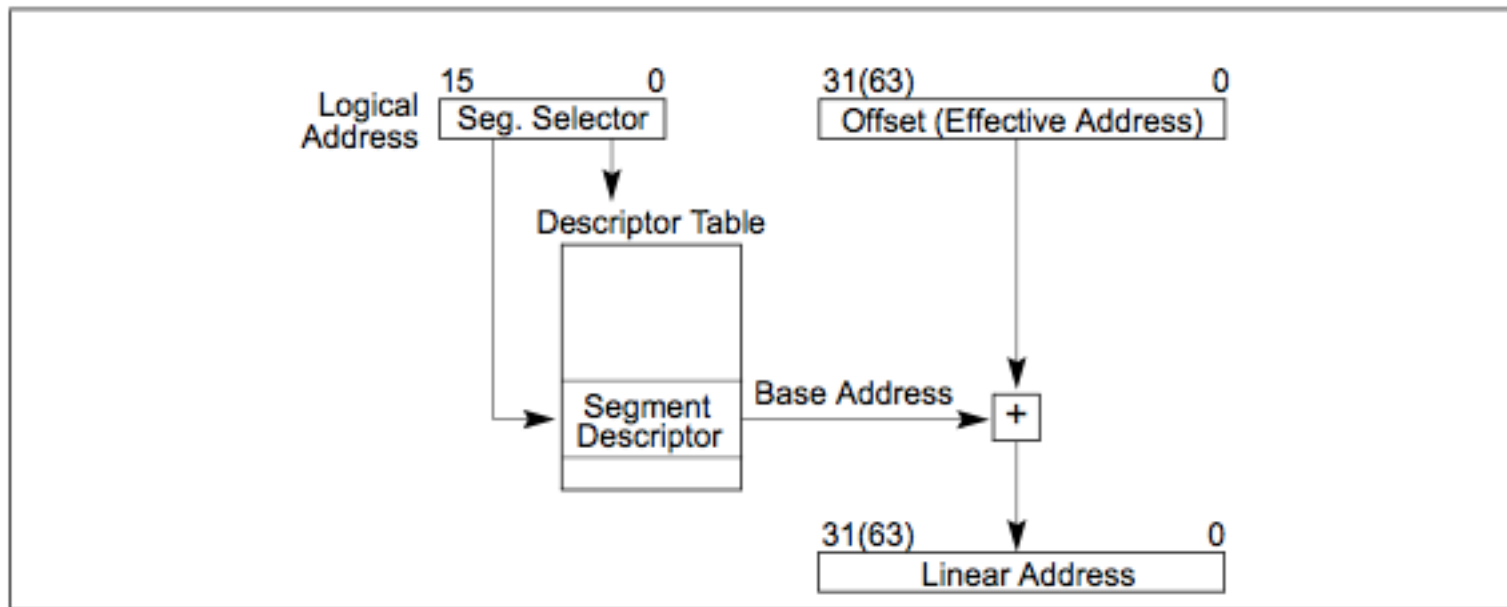 15 0
31(63) 0
Logical
Address
Seg. Selector
Offset (Effective Address)
Descriptor Table
Base Address
Segment
Descriptor
+
31(63) 0
Linear Address